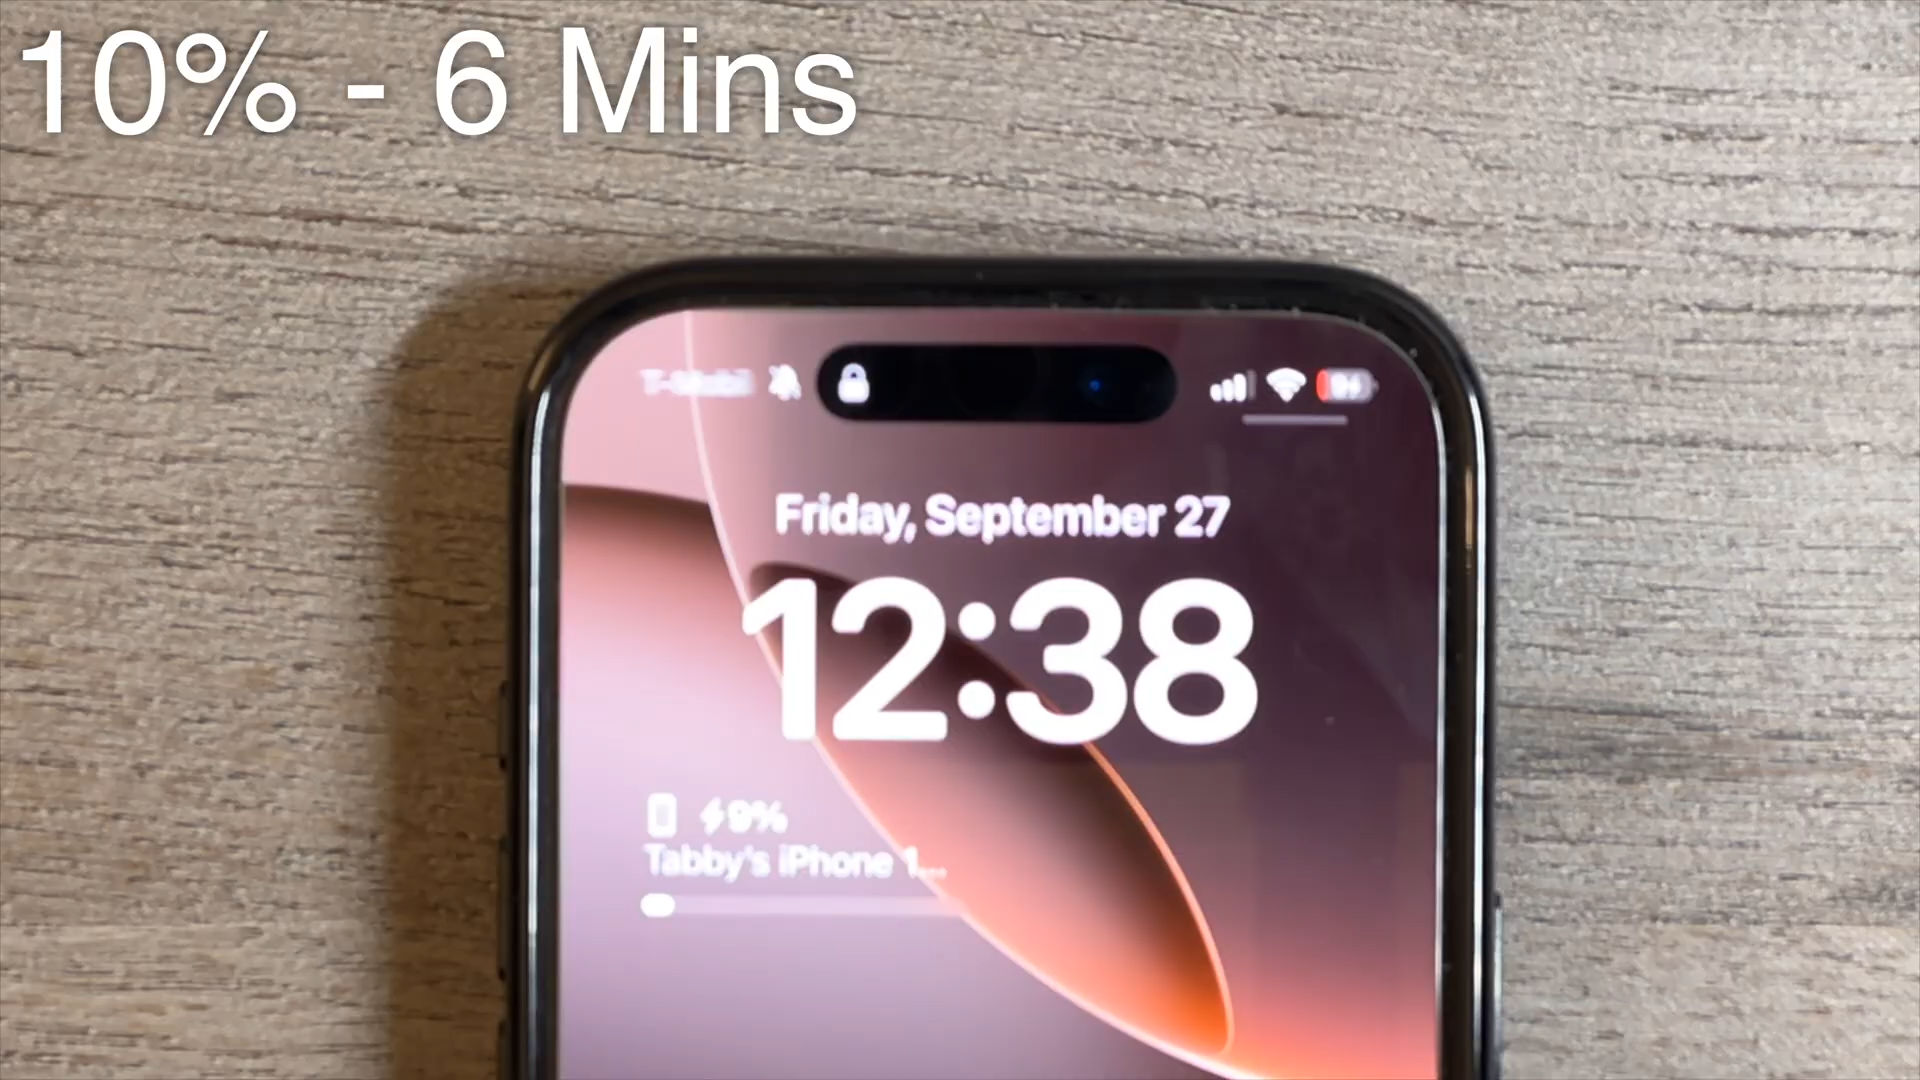 10% - 6 Mins
Friday, September 27
12:38
9%
Tabby's iPhone 1...